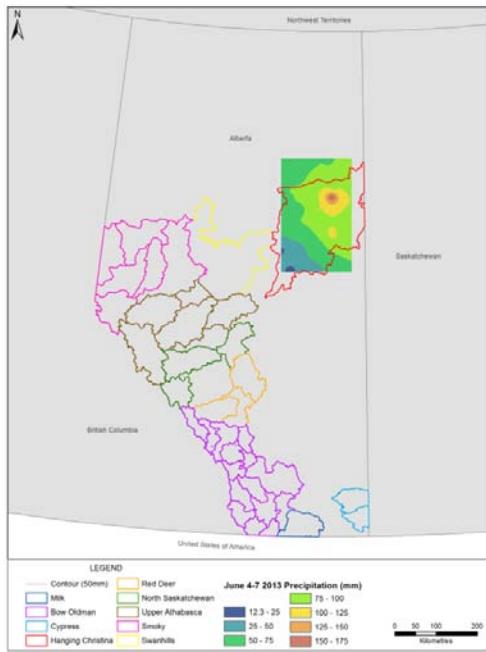 N
Northwest Territories
Alberta
Saskatchewan
British Columbia
United States of America
LEGEND
Contour (50mm)
Milk
Bow Oldman
Cypress
Hanging Christina
Red Deer
North Saskatchewan
Upper Athabasca
Smoky
Swanhills
June 4-7 2013 Precipitation (mm)
12.3 - 25
25 - 50
50 - 75
75 - 100
100 - 125
125 - 150
150 - 175
0 50 100 200
Kilometres